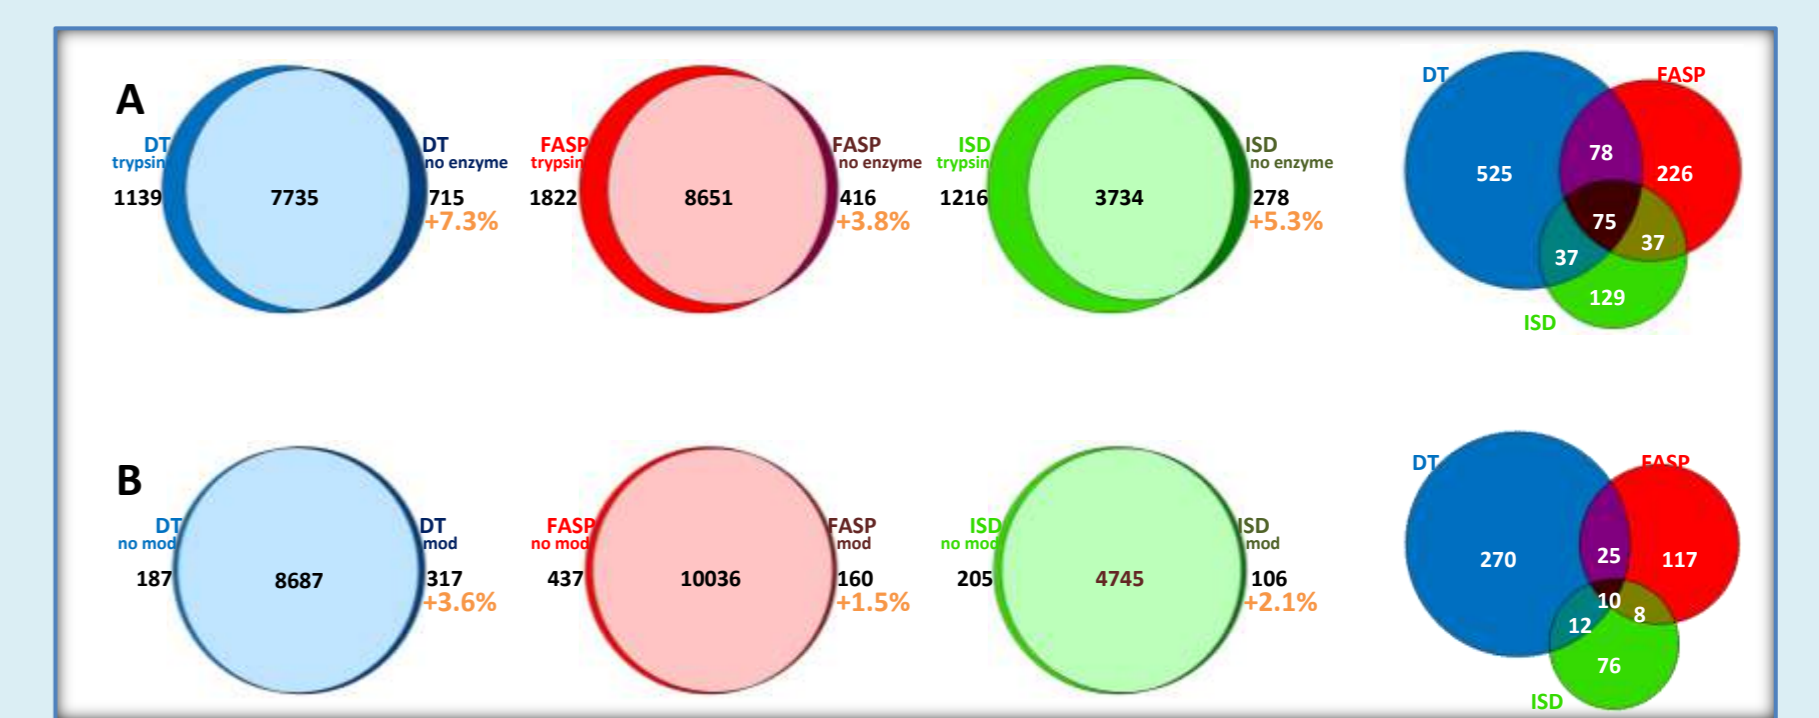 A
DT
trypsin
1139
7735
DT
no enzyme
715
+7.3%
FASP
trypsin
1822
8651
FASP
no enzyme
416
+3.8%
ISD
trypsin
1216
3734
ISD
no enzyme
278
+5.3%
DT
FASP
78
525
226
75
37
37
129
ISD
B
DT
no mod
187
8687
DT
mod
317
+3.6%
FASP
no mod
437
10036
FASP
mod
160
+1.5%
ISD
no mod
205
4745
ISD
mod
106
+2.1%
DT
FASP
25
270
117
10
8
12
76
ISD